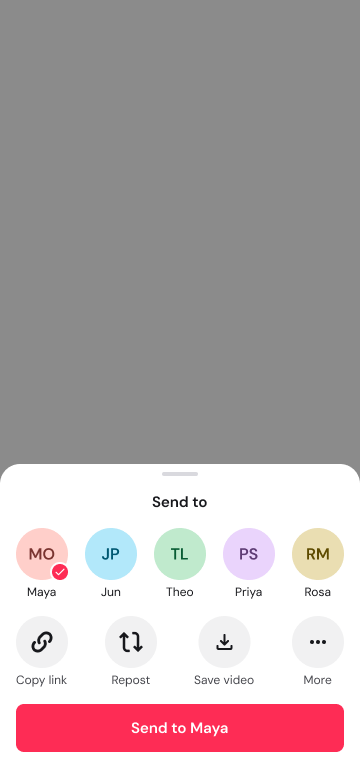 Send to
MO JP TL PS RM
Maya Jun Theo Priya Rosa
Copy link Repost Save video More
Send to Maya